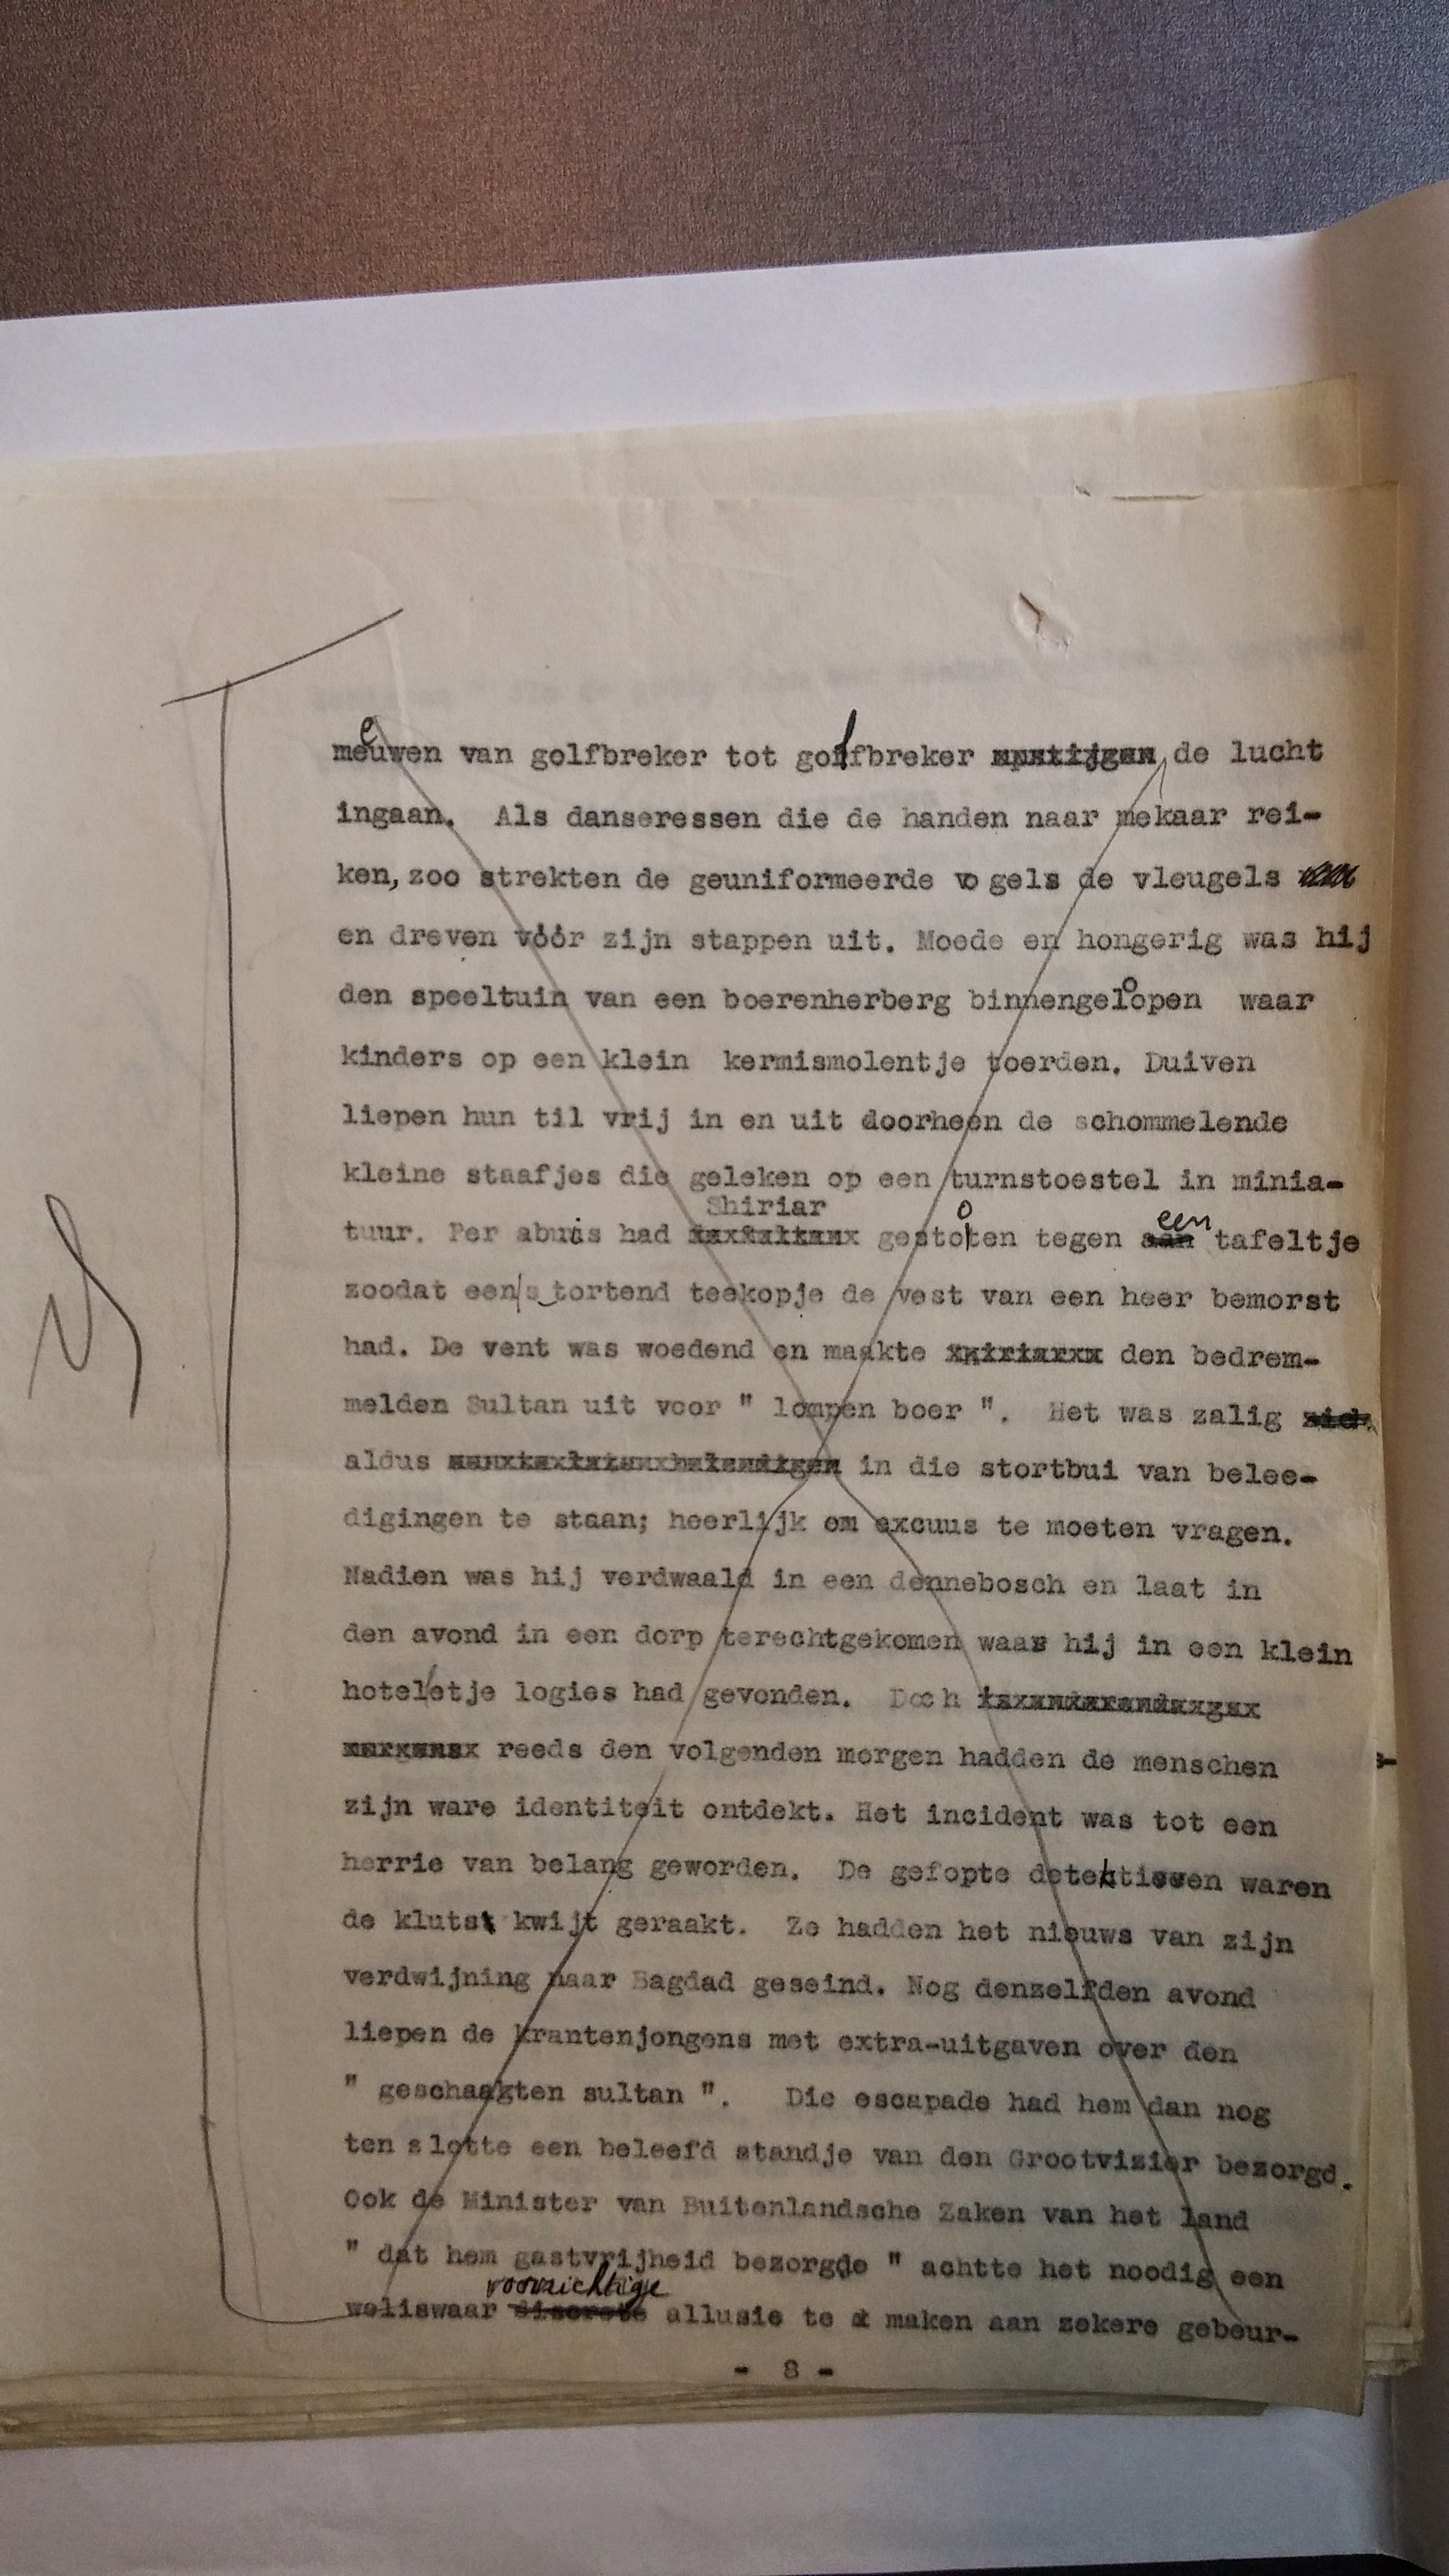 meeuwen van golfbreker tot golfbreker de lucht
ingaan. Als danseressen die de handen naar mekaar rei-
ken, zoo strekten de geuniformeerde vogels de vleugels
en dreven vóór zijn stappen uit. Moede en hongerig was hij
den speeltuin van een boerenherberg binnengeloopen waar
kinders op een klein kermismolentje toerden. Duiven
liepen hun til vrij in en uit doorheen de schommelende
kleine staafjes die geleken op een turnstoestel in minia-
tuur. Per abuis had Shiriar gestooten tegen een tafeltje
zoodat een stortend teekopje de vest van een heer bemorst
had. De vent was woedend en maakte den bedrem-
melden Sultan uit voor " lompen boer ". Het was zalig
aldus in die stortbui van belee-
digingen te staan; heerlijk om excuus te moeten vragen.
Nadien was hij verdwaald in een dennebosch en laat in
den avond in een dorp terechtgekomen waar hij in een klein
hoteletje logies had gevonden. Doch
reeds den volgenden morgen hadden de menschen
zijn ware identiteit ontdekt. Het incident was tot een
herrie van belang geworden. De gefopte detektieven waren
de kluts kwijt geraakt. Ze hadden het nieuws van zijn
verdwijning naar Bagdad geseind. Nog denzelfden avond
liepen de krantenjongens met extra-uitgaven over den
" geschaakten sultan ". Die escapade had hem dan nog
ten slotte een beleefd standje van den Grootvizier bezorgd.
Ook de Minister van Buitenlandsche Zaken van het land
" dat hem gastvrijheid bezorgde " achtte het noodig een
weliswaar voorzichtige allusie te maken aan zekere gebeur-
- 8 -